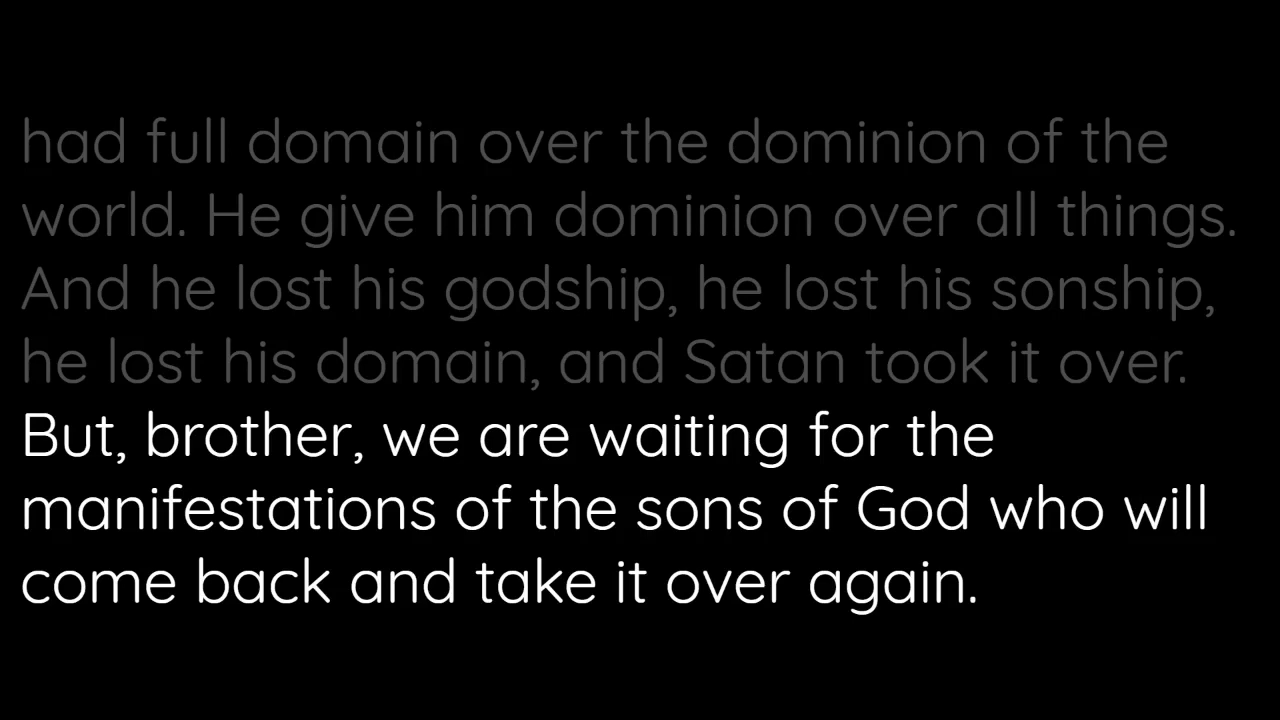 had full domain over the dominion of the
world. He give him dominion over all things.
And he lost his godship, he lost his sonship,
he lost his domain, and Satan took it over.
But, brother, we are waiting for the
manifestations of the sons of God who will
come back and take it over again.